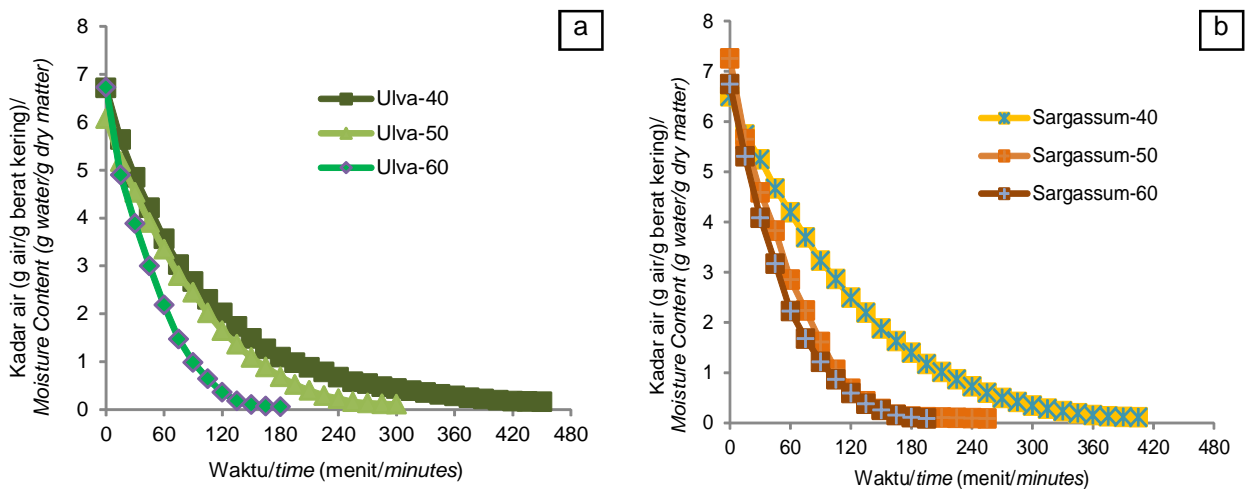 a
Kadar air (g air/g berat kering)/
Moisture Content (g water/g dry matter)
8
7
6
5
4
3
2
1
0
Ulva-40
Ulva-50
Ulva-60
0 60 120 180 240 300 360 420 480
Waktu/time (menit/minutes)
b
Kadar air (g air/g berat kering)/
Moisture Content (g water/g dry matter)
8
7
6
5
4
3
2
1
0
Sargassum-40
Sargassum-50
Sargassum-60
0 60 120 180 240 300 360 420 480
Waktu/time (menit/minutes)